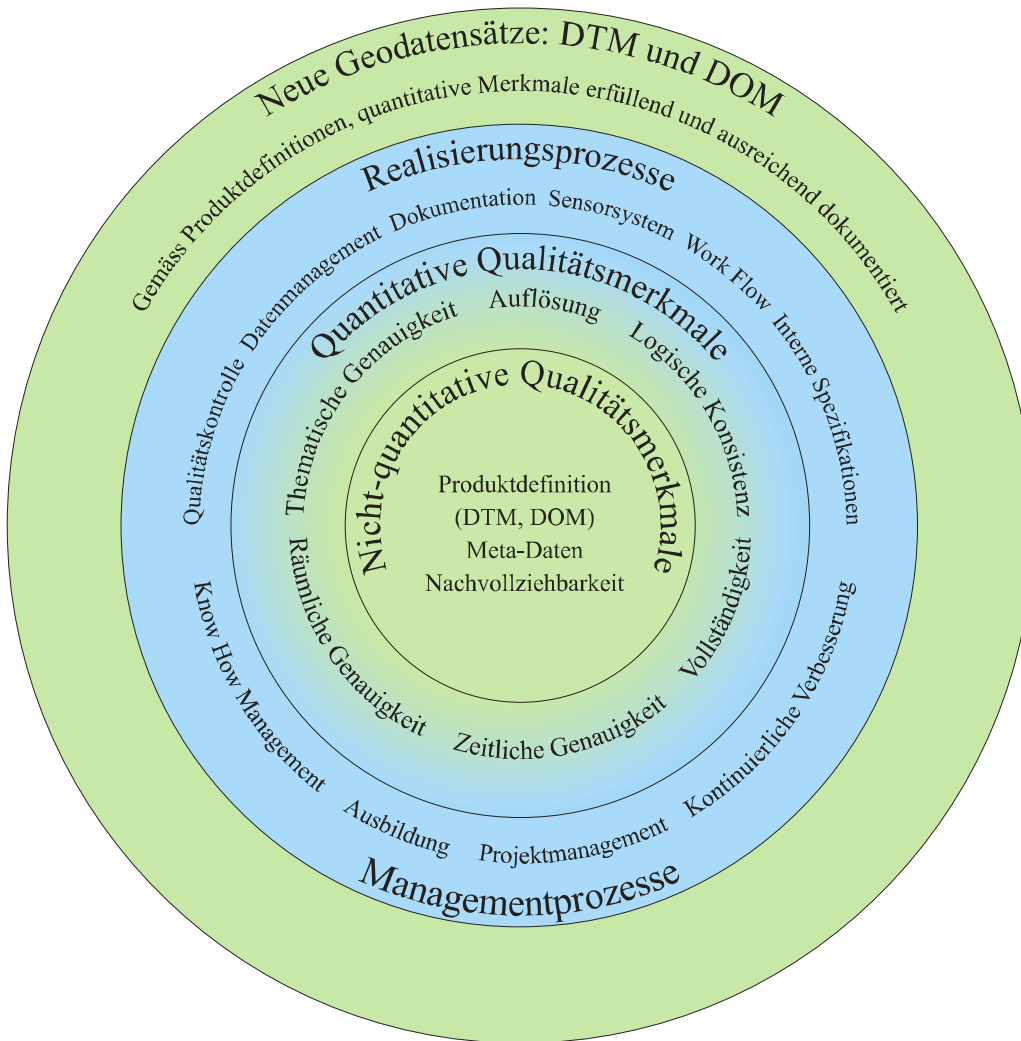 Neue Geodatensätze: DTM und DOM
Gemäss Produktdefinitionen, quantitative Merkmale erfüllend und ausreichend dokumentiert
Realisierungsprozesse
Qualitätskontrolle Datenmanagement Dokumentation Sensorsystem Work Flow Interne Spezifikationen
Quantitative Qualitätsmerkmale
Thematische Genauigkeit Auflösung Logische Konsistenz
Nicht-quantitative Qualitätsmerkmale
Produktdefinition
(DTM, DOM)
Meta-Daten
Nachvollziehbarkeit
Räumliche Genauigkeit Zeitliche Genauigkeit Vollständigkeit
Know How Management Ausbildung Projektmanagement Kontinuierliche Verbesserung
Managementprozesse